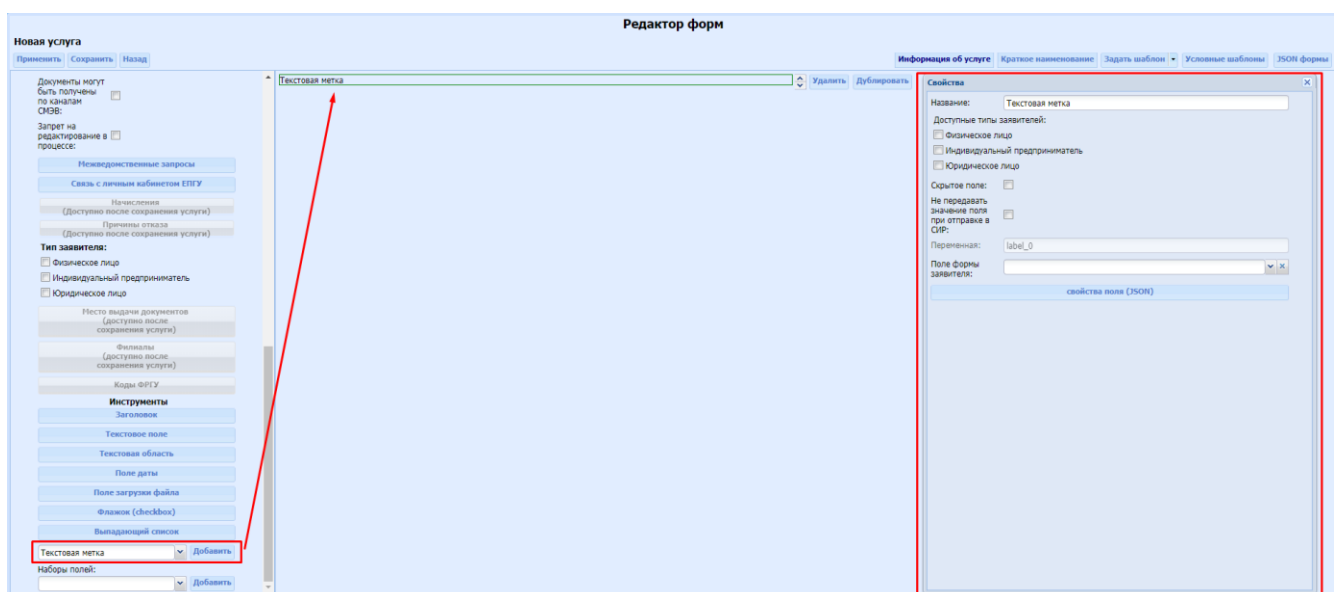 Редактор форм
Новая услуга
Применить Сохранить Назад
Информация об услуге Краткое наименование Задать шаблон Условные шаблоны JSON формы
Документы могут
быть получены
по каналам
СМЭВ:
Запрет на
редактирование в
процессе:
Межведомственные запросы
Связь с личным кабинетом ЕПГУ
Начисления
(Доступно после сохранения услуги)
Причины отказа
(Доступно после сохранения услуги)
Тип заявителя:
Физическое лицо
Индивидуальный предприниматель
Юридическое лицо
Место выдачи документов
(доступно после
сохранения услуги)
Филиалы
(доступно после
сохранения услуги)
Коды ФРГУ
Инструменты
Заголовок
Текстовое поле
Текстовая область
Поле даты
Поле загрузки файла
Флажок (checkbox)
Выпадающий список
Текстовая метка Добавить
Наборы полей:
Добавить
Текстовая метка Удалить Дублировать
Свойства
Название: Текстовая метка
Доступные типы заявителей:
Физическое лицо
Индивидуальный предприниматель
Юридическое лицо
Скрытое поле:
Не передавать
значение поля
при отправке в
СИР:
Переменная: label_0
Поле формы
заявителя:
свойства поля (JSON)